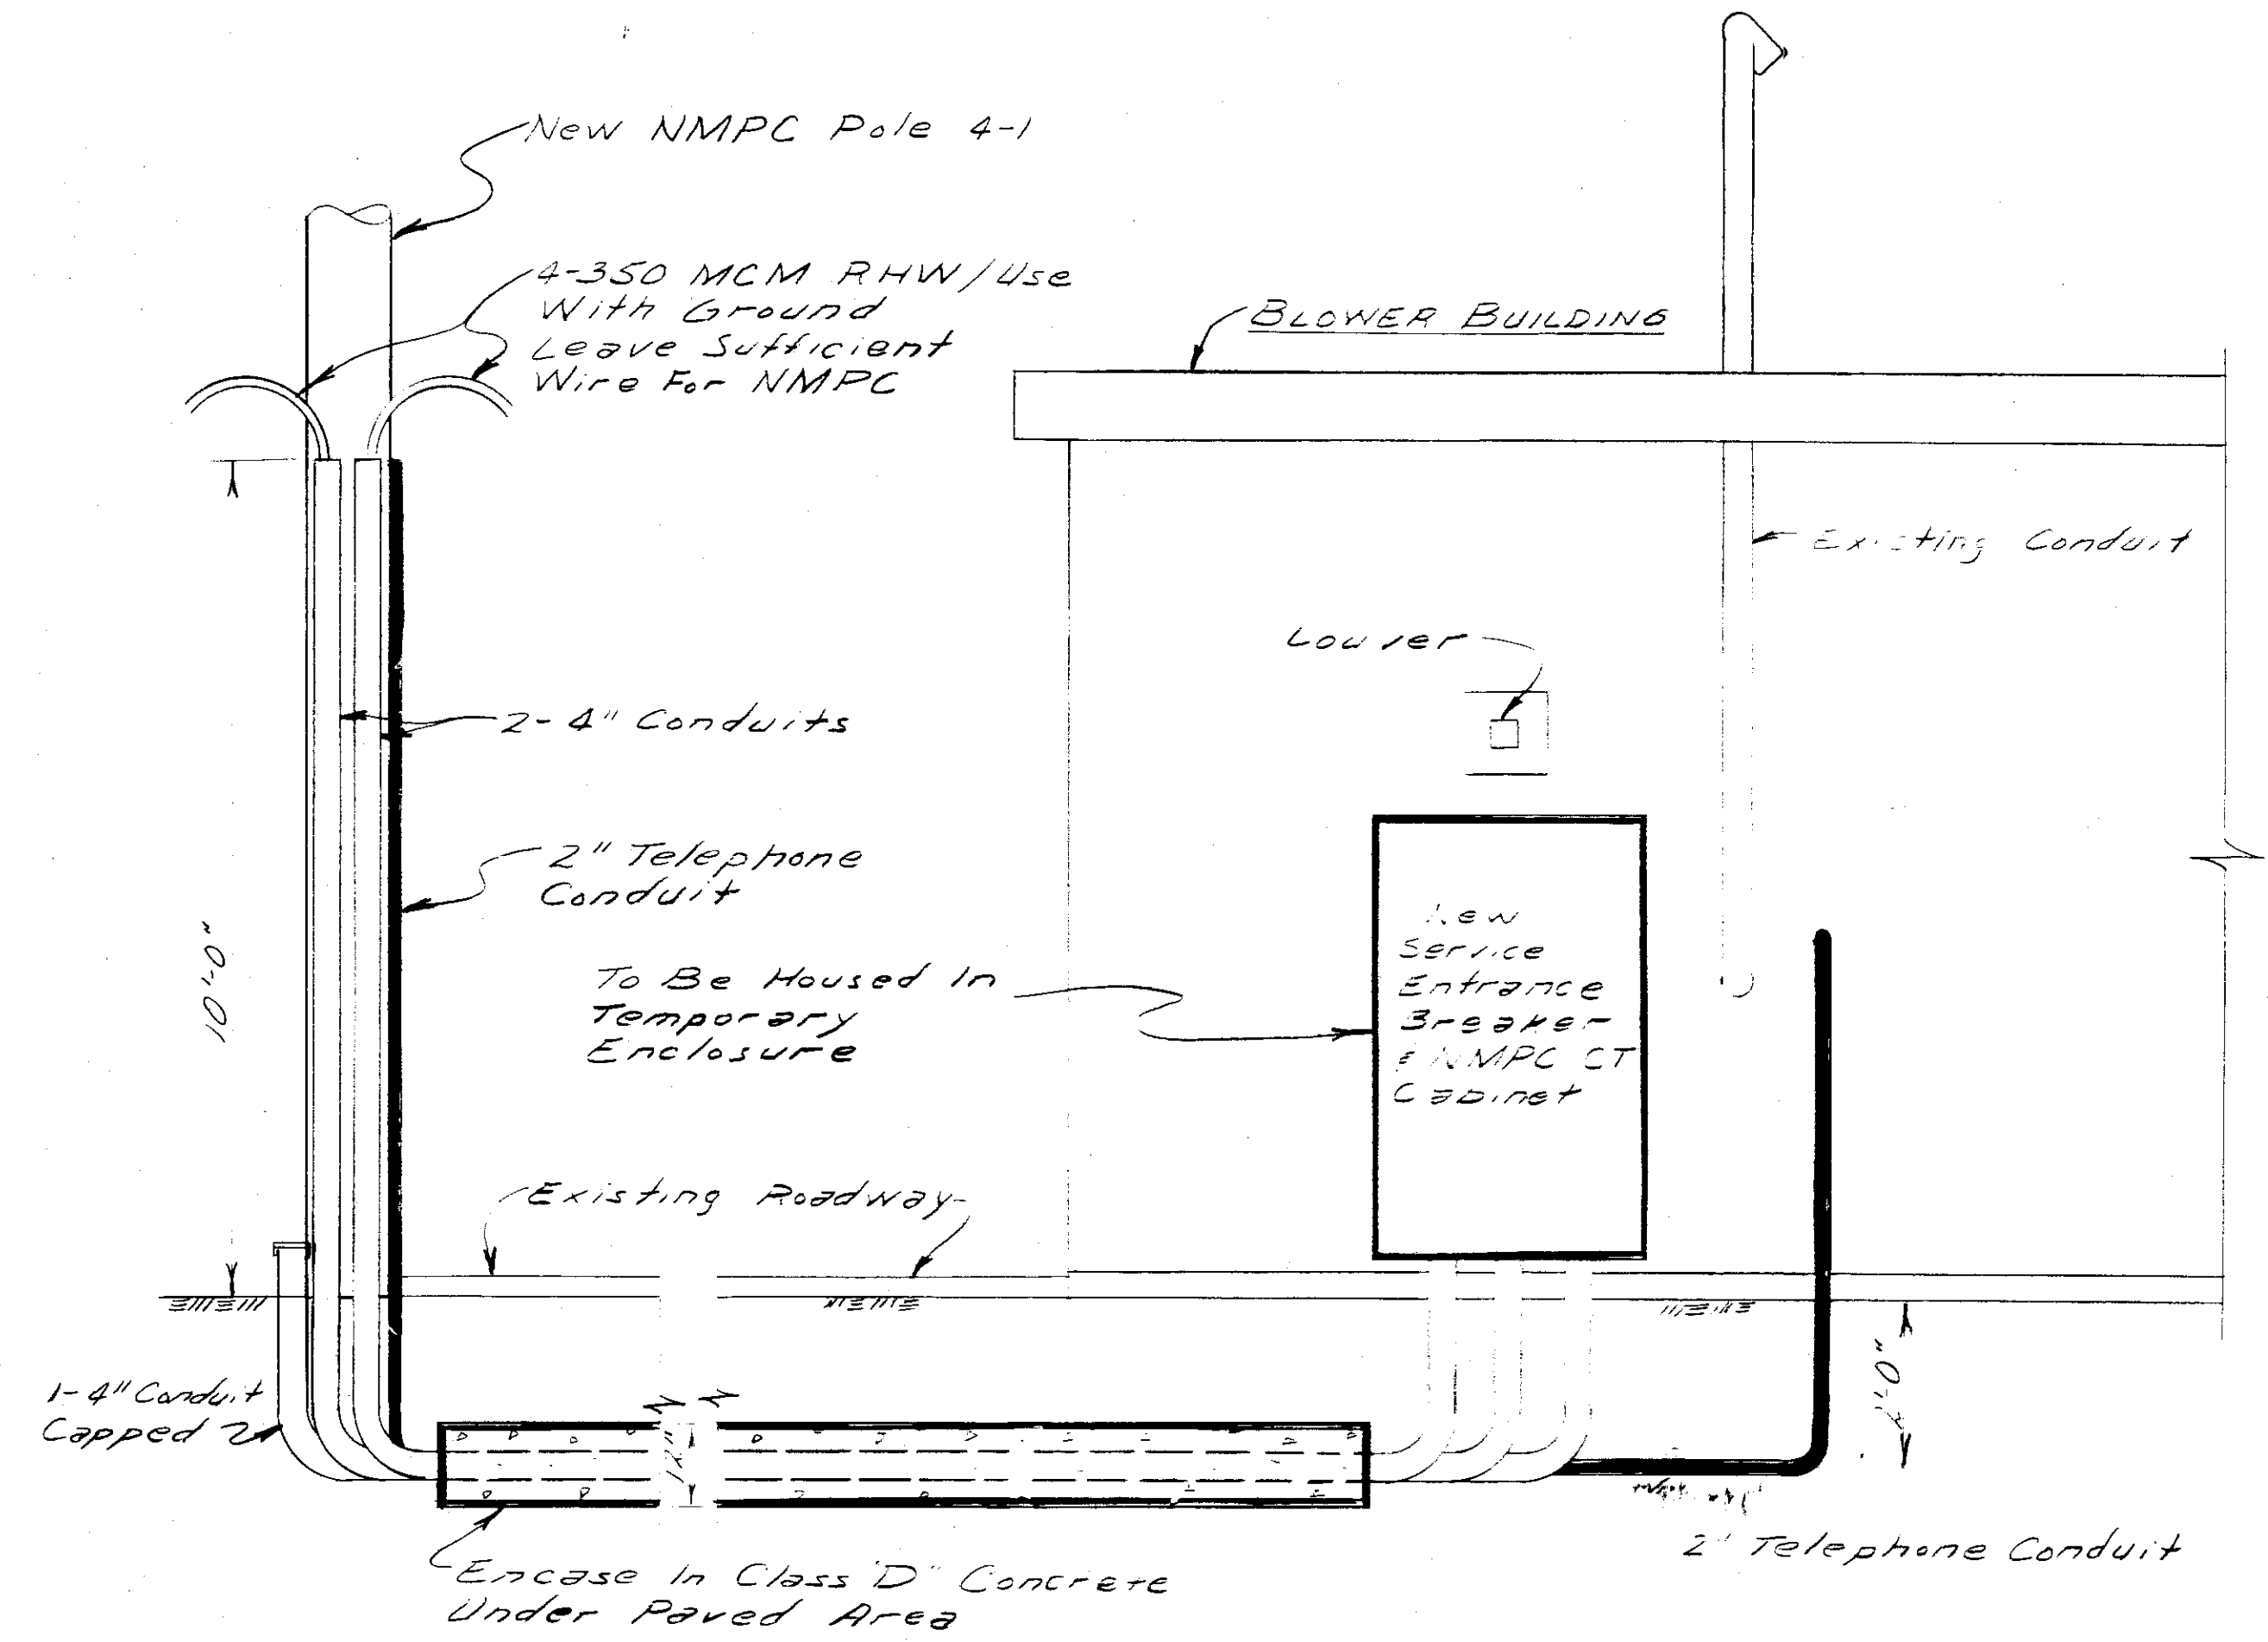 New NMPC Pole 4-1
4-350 MCM RHW/Use
With Ground
Leave Sufficient
Wire For NMPC
BLOWER BUILDING
Existing Conduit
Louver
2-4" Conduits
2" Telephone
Conduit
10'-0"
To Be Housed In
Temporary
Enclosure
New
Service
Entrance
Breaker
& NMPC CT
Cabinet
Existing Roadway
1-4" Conduit
Capped
12"
2" Telephone Conduit
Encase In Class "D" Concrete
Under Paved Area